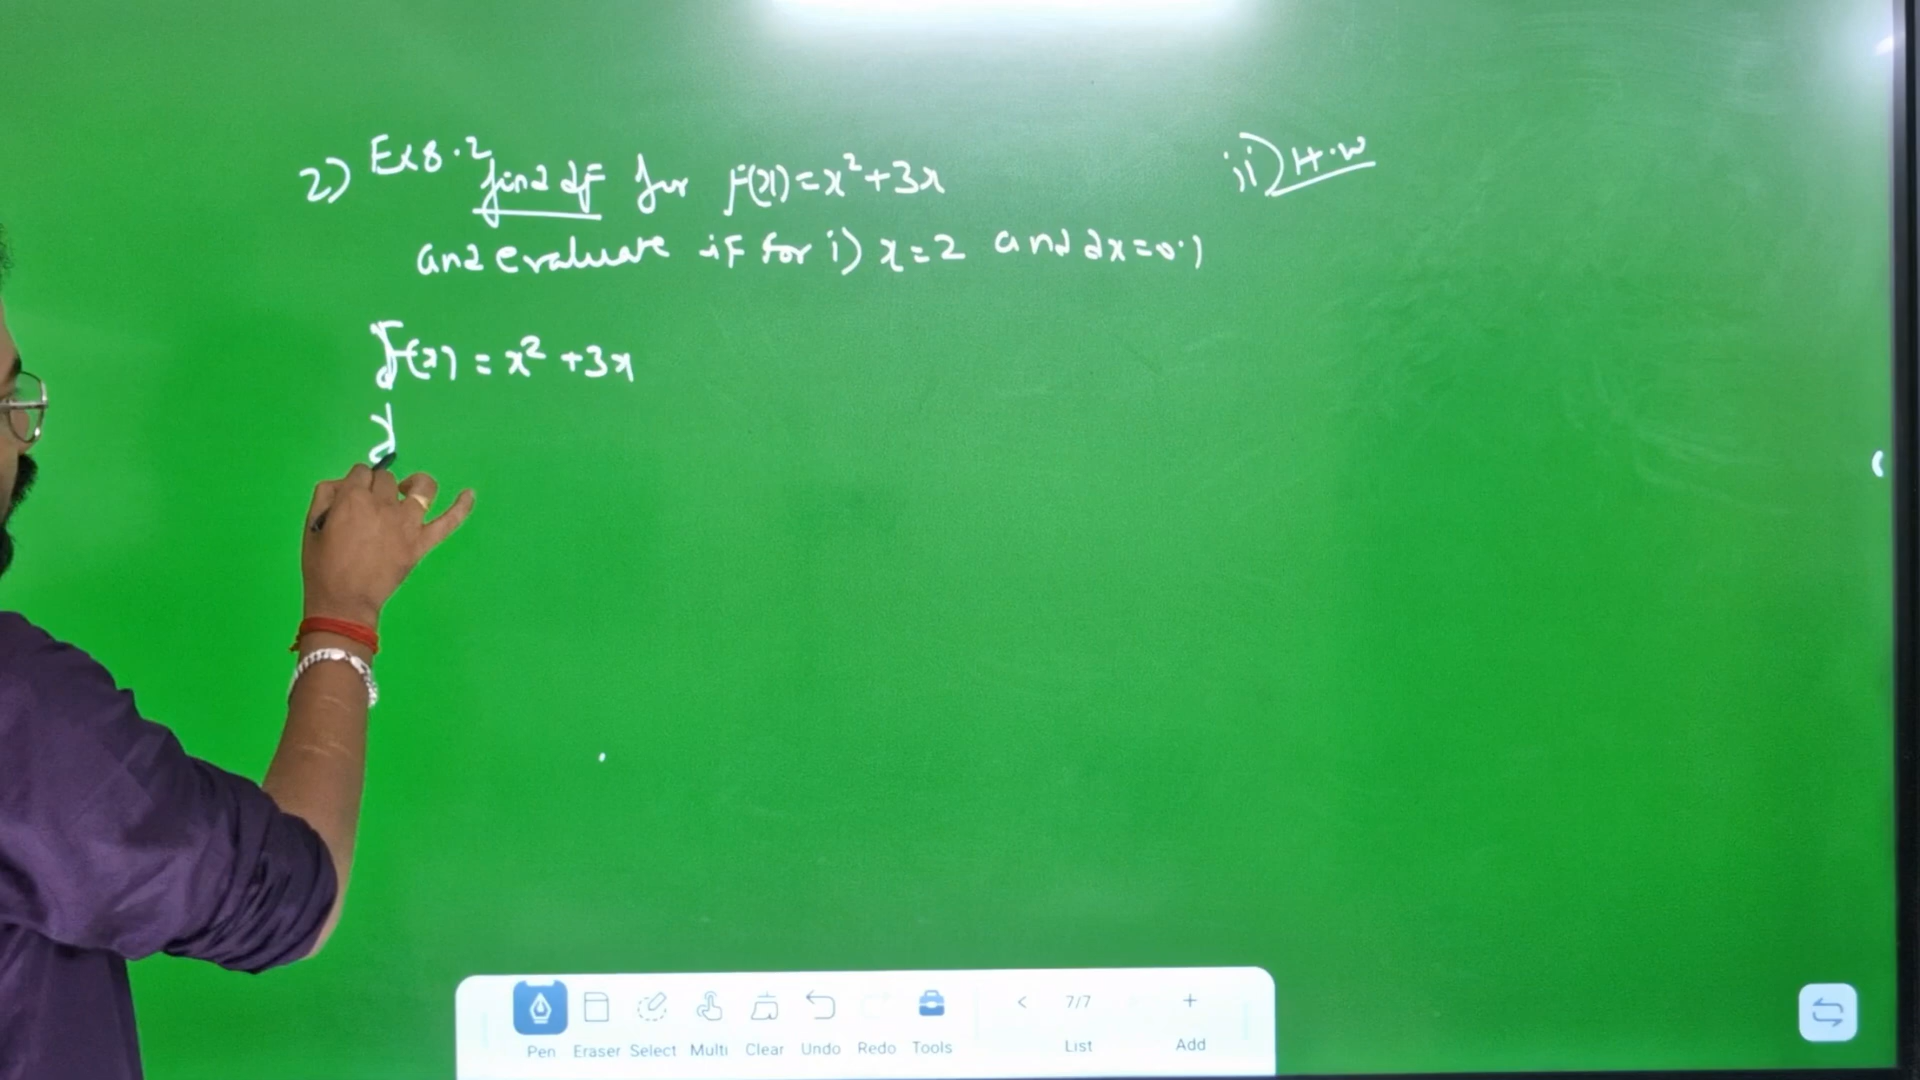 2) Ex 8.2 find df for f(x)=x²+3x
ii) H.W
and evaluate it for i) x=2 and dx=0.1
f(x) = x² +3x
d
Pen Eraser Select Multi Clear Undo Redo Tools
< 7/7 +
List Add